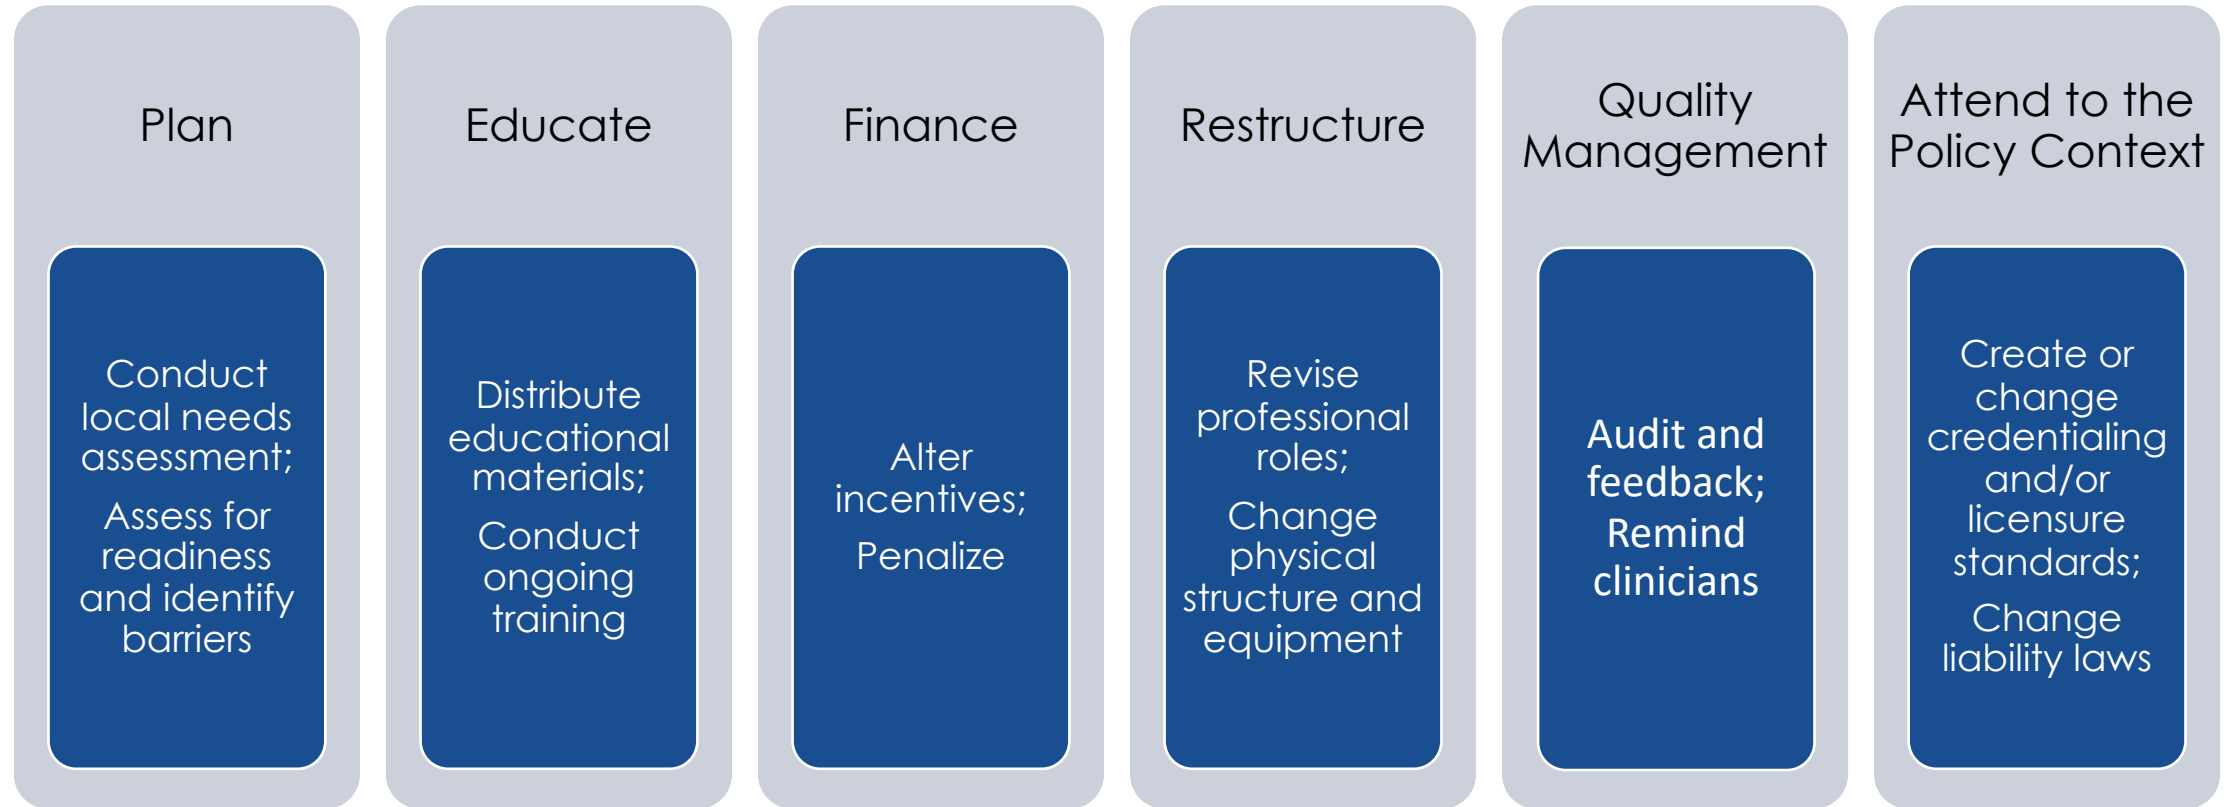 Plan
Conduct
local needs
assessment;
Assess for
readiness
and identify
barriers
Educate
Distribute
educational
materials;
Conduct
ongoing
training
Finance
Alter
incentives;
Penalize
Restructure
Revise
professional
roles;
Change
physical
structure and
equipment
Quality
Management
Audit and
feedback;
Remind
clinicians
Attend to the
Policy Context
Create or
change
credentialing
and/or
licensure
standards;
Change
liability laws